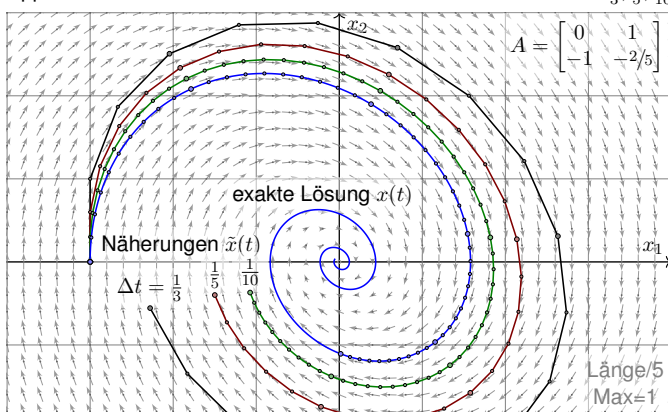 x₂
A = [0 1
−1 −2/5]
exakte Lösung x(t)
Näherungen x̃(t)
x₁
Δt = 1/3
1/5
1/10
Länge/5
Max=1